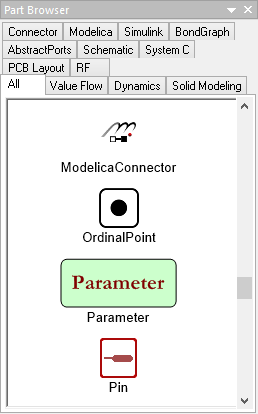 Part Browser
Connector Modelica Simulink BondGraph
AbstractPorts Schematic System C
PCB Layout RF
All Value Flow Dynamics Solid Modeling
ModelicaConnector
OrdinalPoint
Parameter
Parameter
Pin